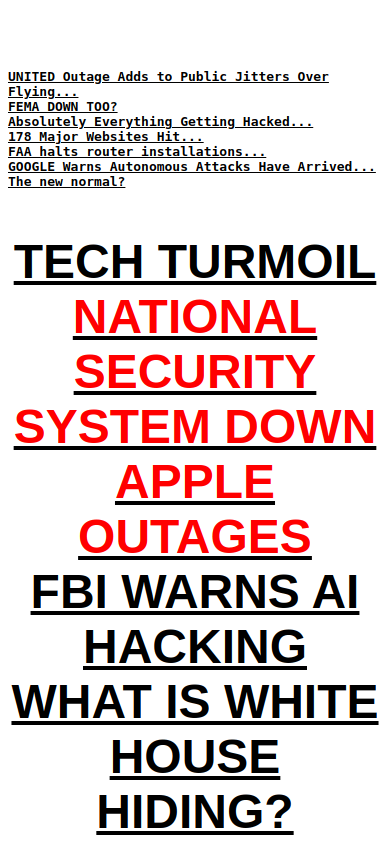 UNITED Outage Adds to Public Jitters Over
Flying...
FEMA DOWN TOO?
Absolutely Everything Getting Hacked...
178 Major Websites Hit...
FAA halts router installations...
GOOGLE Warns Autonomous Attacks Have Arrived...
The new normal?
TECH TURMOIL
NATIONAL
SECURITY
SYSTEM DOWN
APPLE
OUTAGES
FBI WARNS AI
HACKING
WHAT IS WHITE
HOUSE
HIDING?